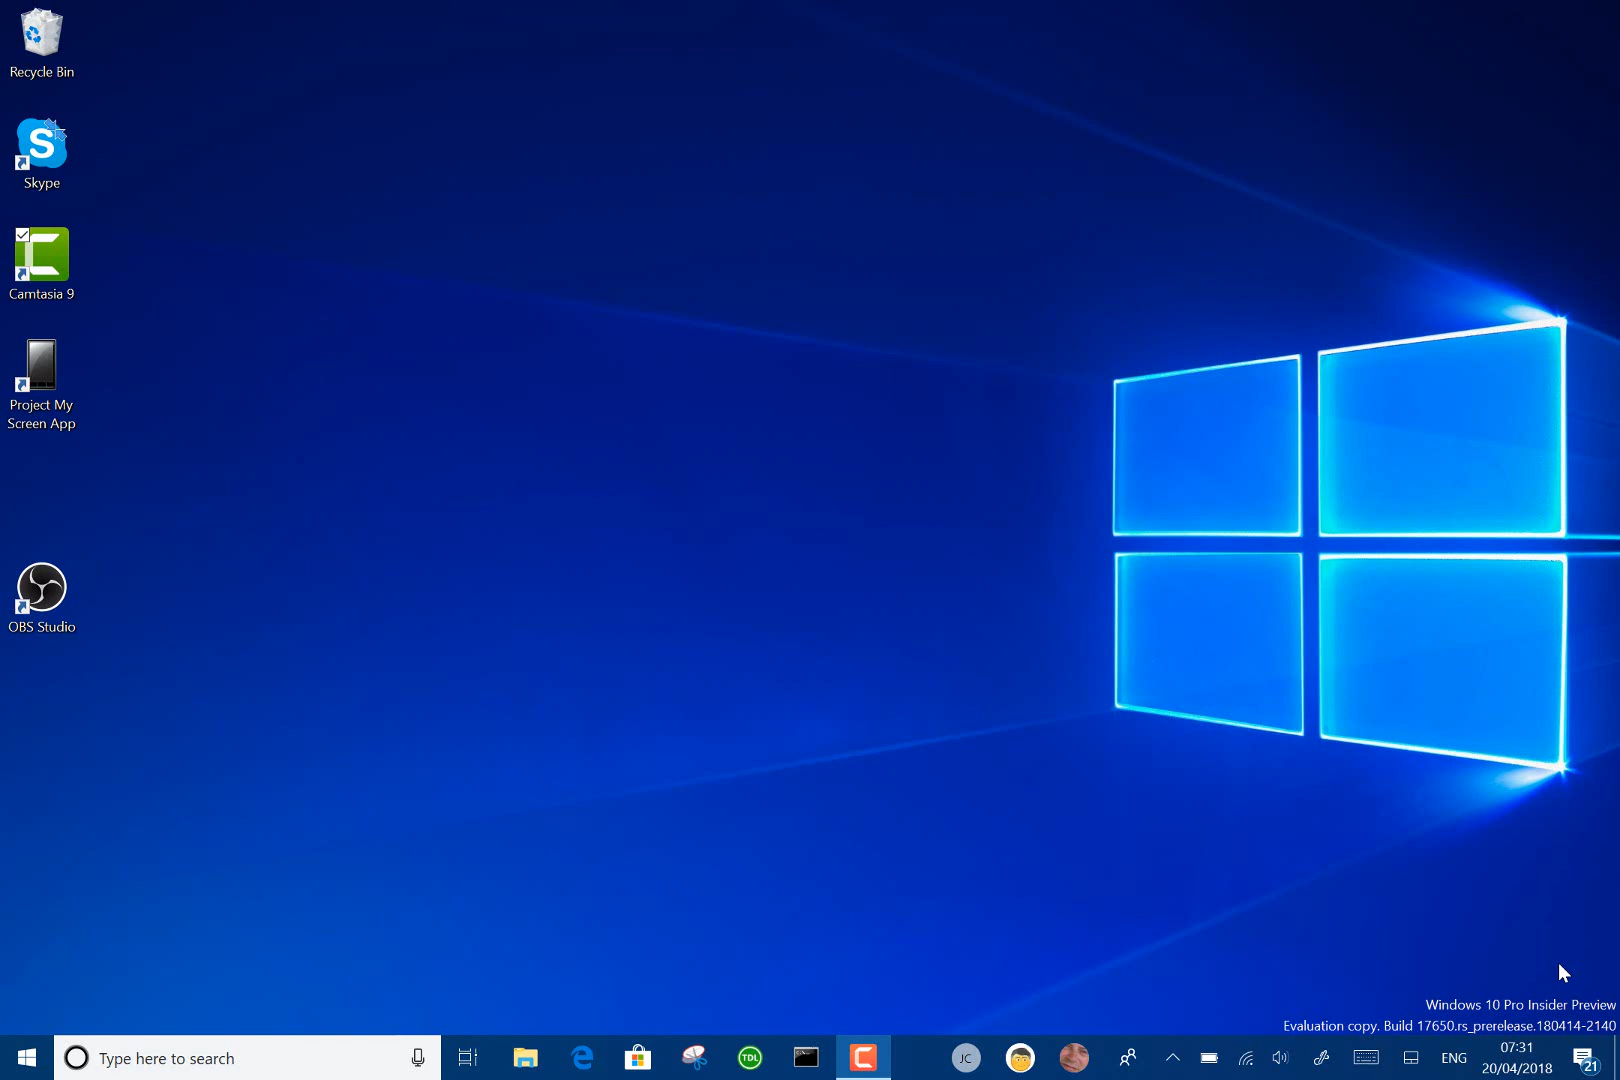 Recycle Bin
S
Skype
Camtasia 9
Project My
Screen App
OBS Studio
Windows 10 Pro Insider Preview
Evaluation copy. Build 17650.rs_prerelease.180414-2140
Type here to search
TDL
JC
ENG
07:31
20/04/2018
21